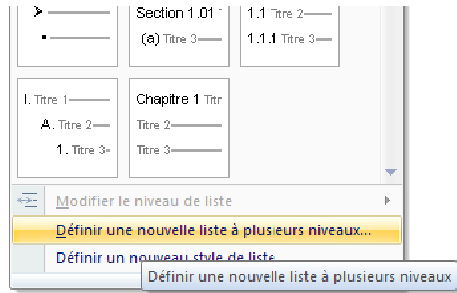 ➢
▪
Section 1.01
(a) Titre 3
1.1 Titre 2
1.1.1 Titre 3
I. Titre 1
A. Titre 2
1. Titre 3
Chapitre 1 Titr
Titre 2
Titre 3
Modifier le niveau de liste
Définir une nouvelle liste à plusieurs niveaux...
Définir un nouveau style de liste
Définir une nouvelle liste à plusieurs niveaux